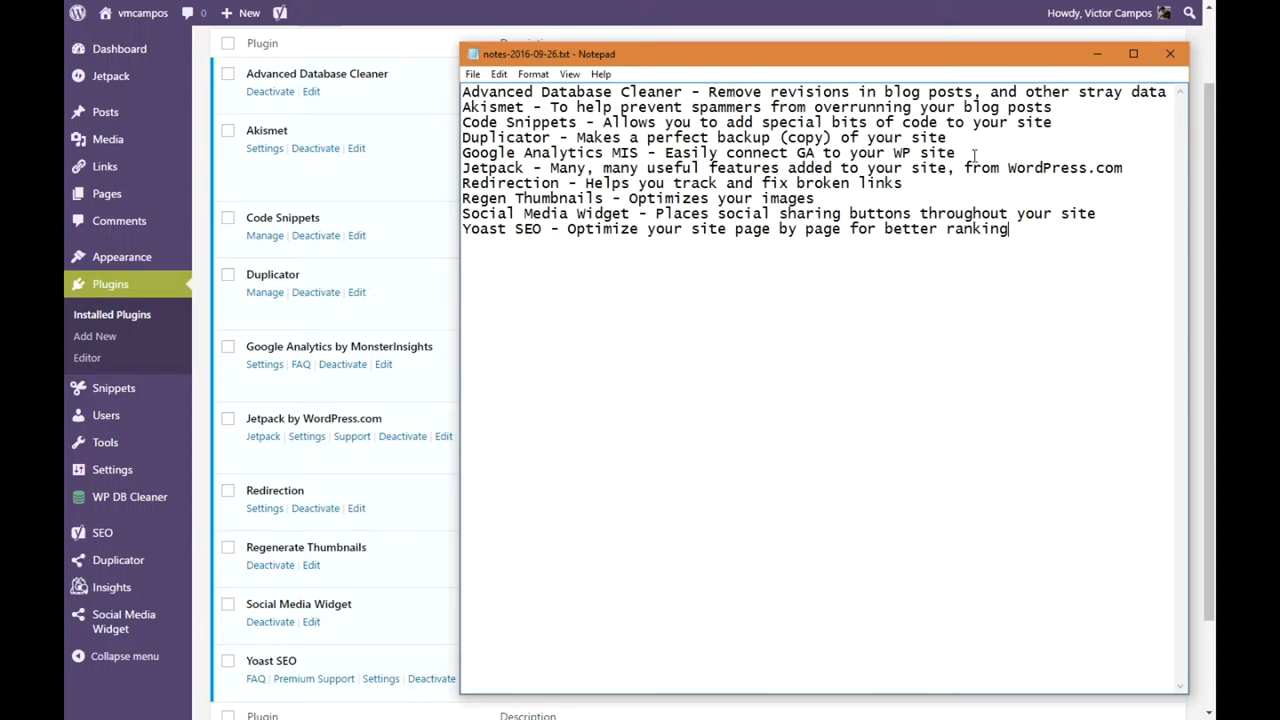 vmcampos
0
New
Howdy, Victor Campos
Dashboard
Jetpack
Posts
Media
Links
Pages
Comments
Appearance
Plugins
Installed Plugins
Add New
Editor
Snippets
Users
Tools
Settings
WP DB Cleaner
SEO
Duplicator
Insights
Social Media
Widget
Collapse menu
Plugin
Advanced Database Cleaner
Deactivate | Edit
Akismet
Settings | Deactivate | Edit
Code Snippets
Manage | Deactivate | Edit
Duplicator
Manage | Deactivate | Edit
Google Analytics by MonsterInsights
Settings | FAQ | Deactivate | Edit
Jetpack by WordPress.com
Jetpack | Settings | Support | Deactivate | Edit
Redirection
Settings | Deactivate | Edit
Regenerate Thumbnails
Deactivate | Edit
Social Media Widget
Deactivate | Edit
Yoast SEO
FAQ | Premium Support | Settings | Deactivate
Plugin Description
notes-2016-09-26.txt - Notepad
File Edit Format View Help
Advanced Database Cleaner - Remove revisions in blog posts, and other stray data
Akismet - To help prevent spammers from overrunning your blog posts
Code Snippets - Allows you to add special bits of code to your site
Duplicator - Makes a perfect backup (copy) of your site
Google Analytics MIS - Easily connect GA to your WP site
Jetpack - Many, many useful features added to your site, from WordPress.com
Redirection - Helps you track and fix broken links
Regen Thumbnails - Optimizes your images
Social Media Widget - Places social sharing buttons throughout your site
Yoast SEO - Optimize your site page by page for better ranking